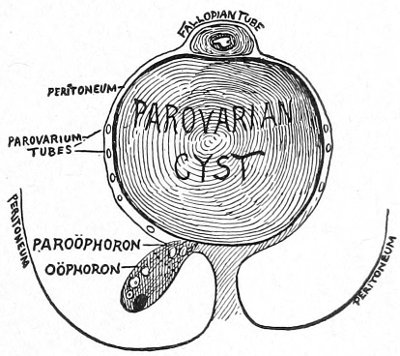 FALLOPIAN TUBE
PERITONEUM
PAROVARIAN
CYST
PAROVARIUM
TUBES
PAROÖPHORON
OÖPHORON
PERITONEUM
PERITONEUM